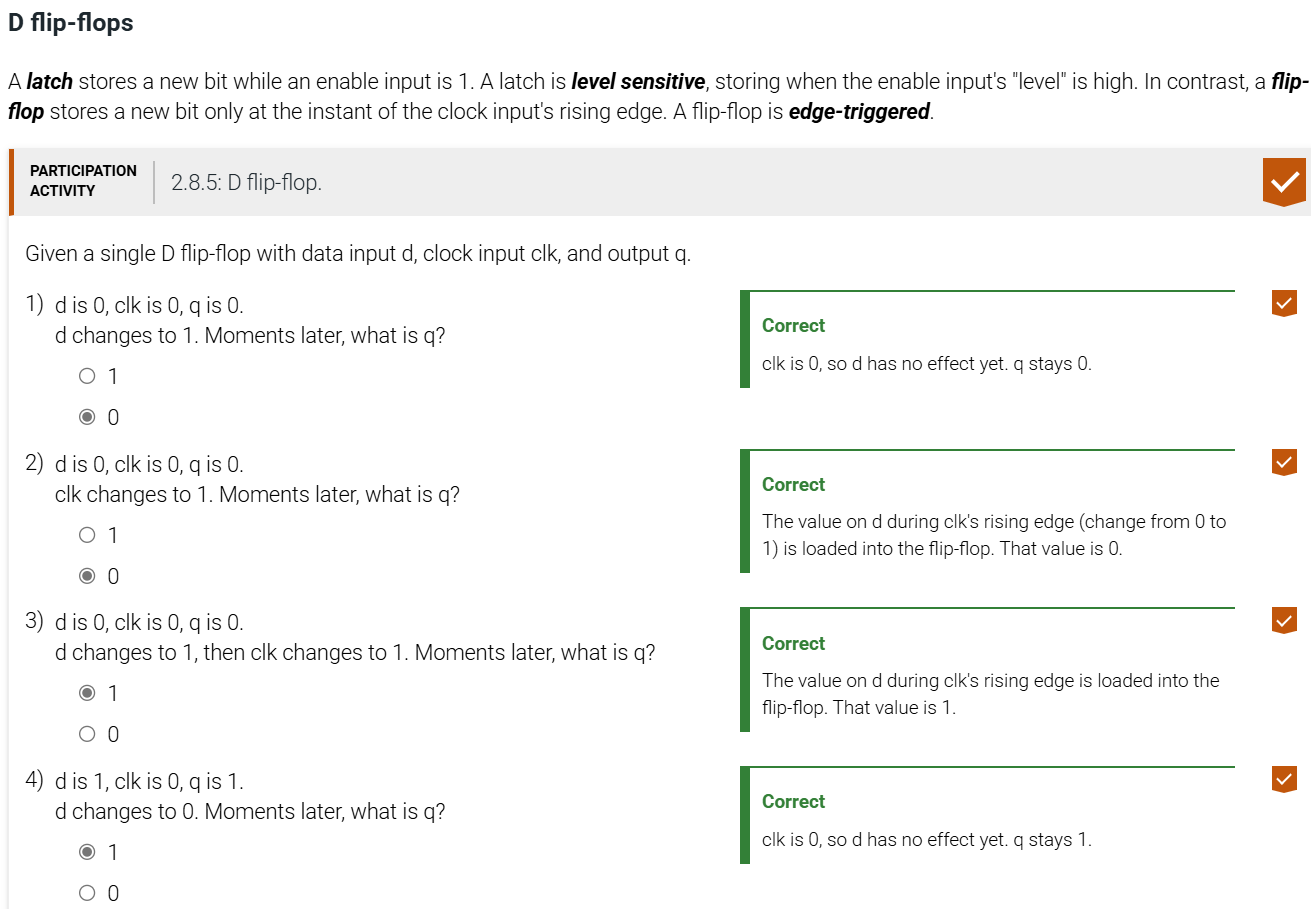 D flip-flops
A latch stores a new bit while an enable input is 1. A latch is level sensitive, storing when the enable input's "level" is high. In contrast, a flip-
flop stores a new bit only at the instant of the clock input's rising edge. A flip-flop is edge-triggered.
PARTICIPATION
ACTIVITY
2.8.5: D flip-flop.
Given a single D flip-flop with data input d, clock input clk, and output q.
1) d is 0, clk is 0, q is 0.
d changes to 1. Moments later, what is q?
1
0
Correct
clk is 0, so d has no effect yet. q stays 0.
2) d is 0, clk is 0, q is 0.
clk changes to 1. Moments later, what is q?
1
0
Correct
The value on d during clk's rising edge (change from 0 to
1) is loaded into the flip-flop. That value is 0.
3) d is 0, clk is 0, q is 0.
d changes to 1, then clk changes to 1. Moments later, what is q?
1
0
Correct
The value on d during clk's rising edge is loaded into the
flip-flop. That value is 1.
4) d is 1, clk is 0, q is 1.
d changes to 0. Moments later, what is q?
1
0
Correct
clk is 0, so d has no effect yet. q stays 1.